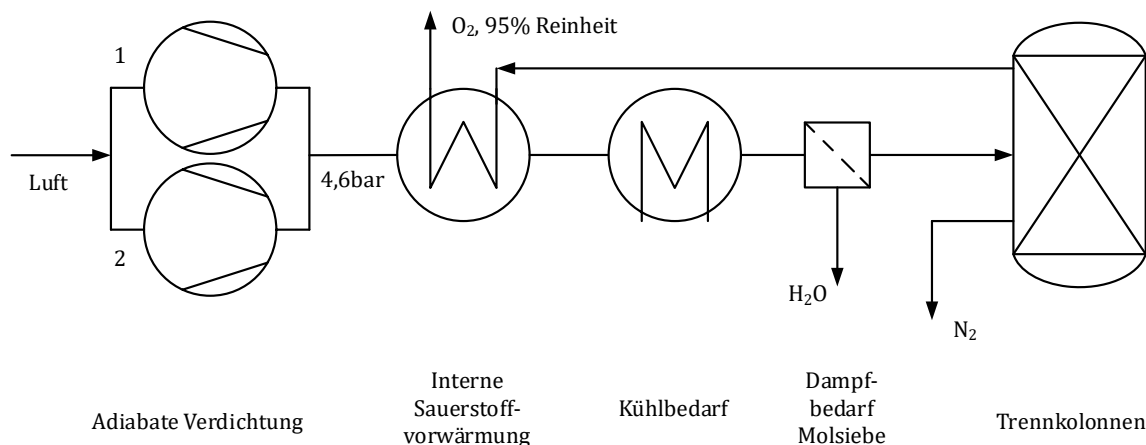 O₂, 95% Reinheit
1
Luft
4,6bar
2
H₂O
N₂
Adiabate Verdichtung
Interne
Sauerstoff-
vorwärmung
Kühlbedarf
Dampf-
bedarf
Molsiebe
Trennkolonnen